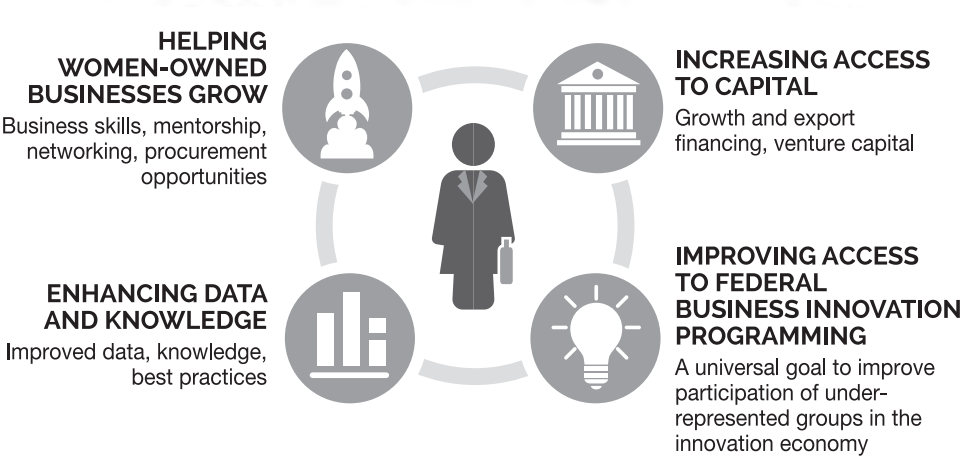 HELPING
WOMEN-OWNED
BUSINESSES GROW
Business skills, mentorship,
networking, procurement
opportunities
INCREASING ACCESS
TO CAPITAL
Growth and export
financing, venture capital
ENHANCING DATA
AND KNOWLEDGE
Improved data, knowledge,
best practices
IMPROVING ACCESS
TO FEDERAL
BUSINESS INNOVATION
PROGRAMMING
A universal goal to improve
participation of under-
represented groups in the
innovation economy